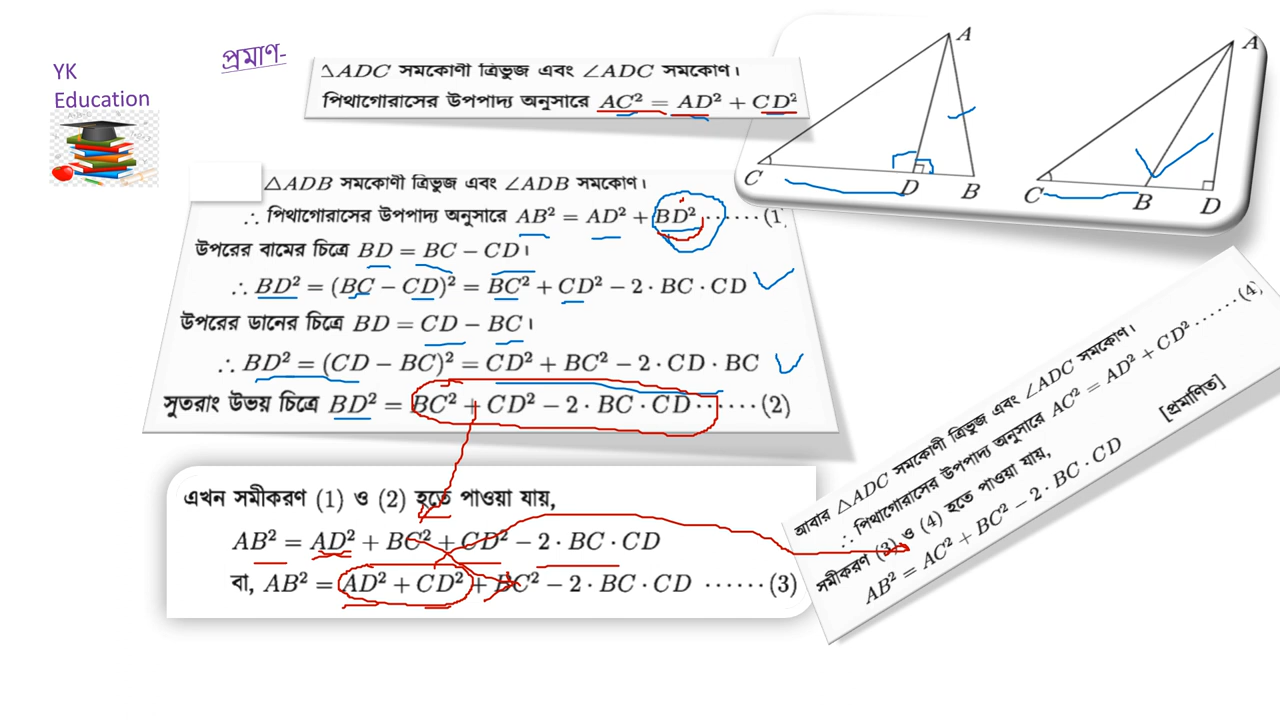 YK
Education
প্রমাণ-
△ADC সমকোণী ত্রিভুজ এবং ∠ADC সমকোণ।
পিথাগোরাসের উপপাদ্য অনুসারে AC² = AD² + CD²
△ADB সমকোণী ত্রিভুজ এবং ∠ADB সমকোণ।
∴ পিথাগোরাসের উপপাদ্য অনুসারে AB² = AD² + BD² ······(1)
উপরের বামের চিত্রে BD = BC − CD।
∴ BD² = (BC − CD)² = BC² + CD² − 2 · BC · CD
উপরের ডানের চিত্রে BD = CD − BC।
∴ BD² = (CD − BC)² = CD² + BC² − 2 · CD · BC
সুতরাং উভয় চিত্রে BD² = BC² + CD² − 2 · BC · CD ······(2)
এখন সমীকরণ (1) ও (2) হতে পাওয়া যায়,
AB² = AD² + BC² + CD² − 2 · BC · CD
বা, AB² = AD² + CD² + BC² − 2 · BC · CD ······(3)
আবার △ADC সমকোণী ত্রিভুজ এবং ∠ADC সমকোণ।
∴ পিথাগোরাসের উপপাদ্য অনুসারে AC² = AD² + CD² ······(4)
সমীকরণ (3) ও (4) হতে পাওয়া যায়,
AB² = AC² + BC² − 2 · BC · CD [প্রমাণিত]
A
C
D
B
A
C
B
D